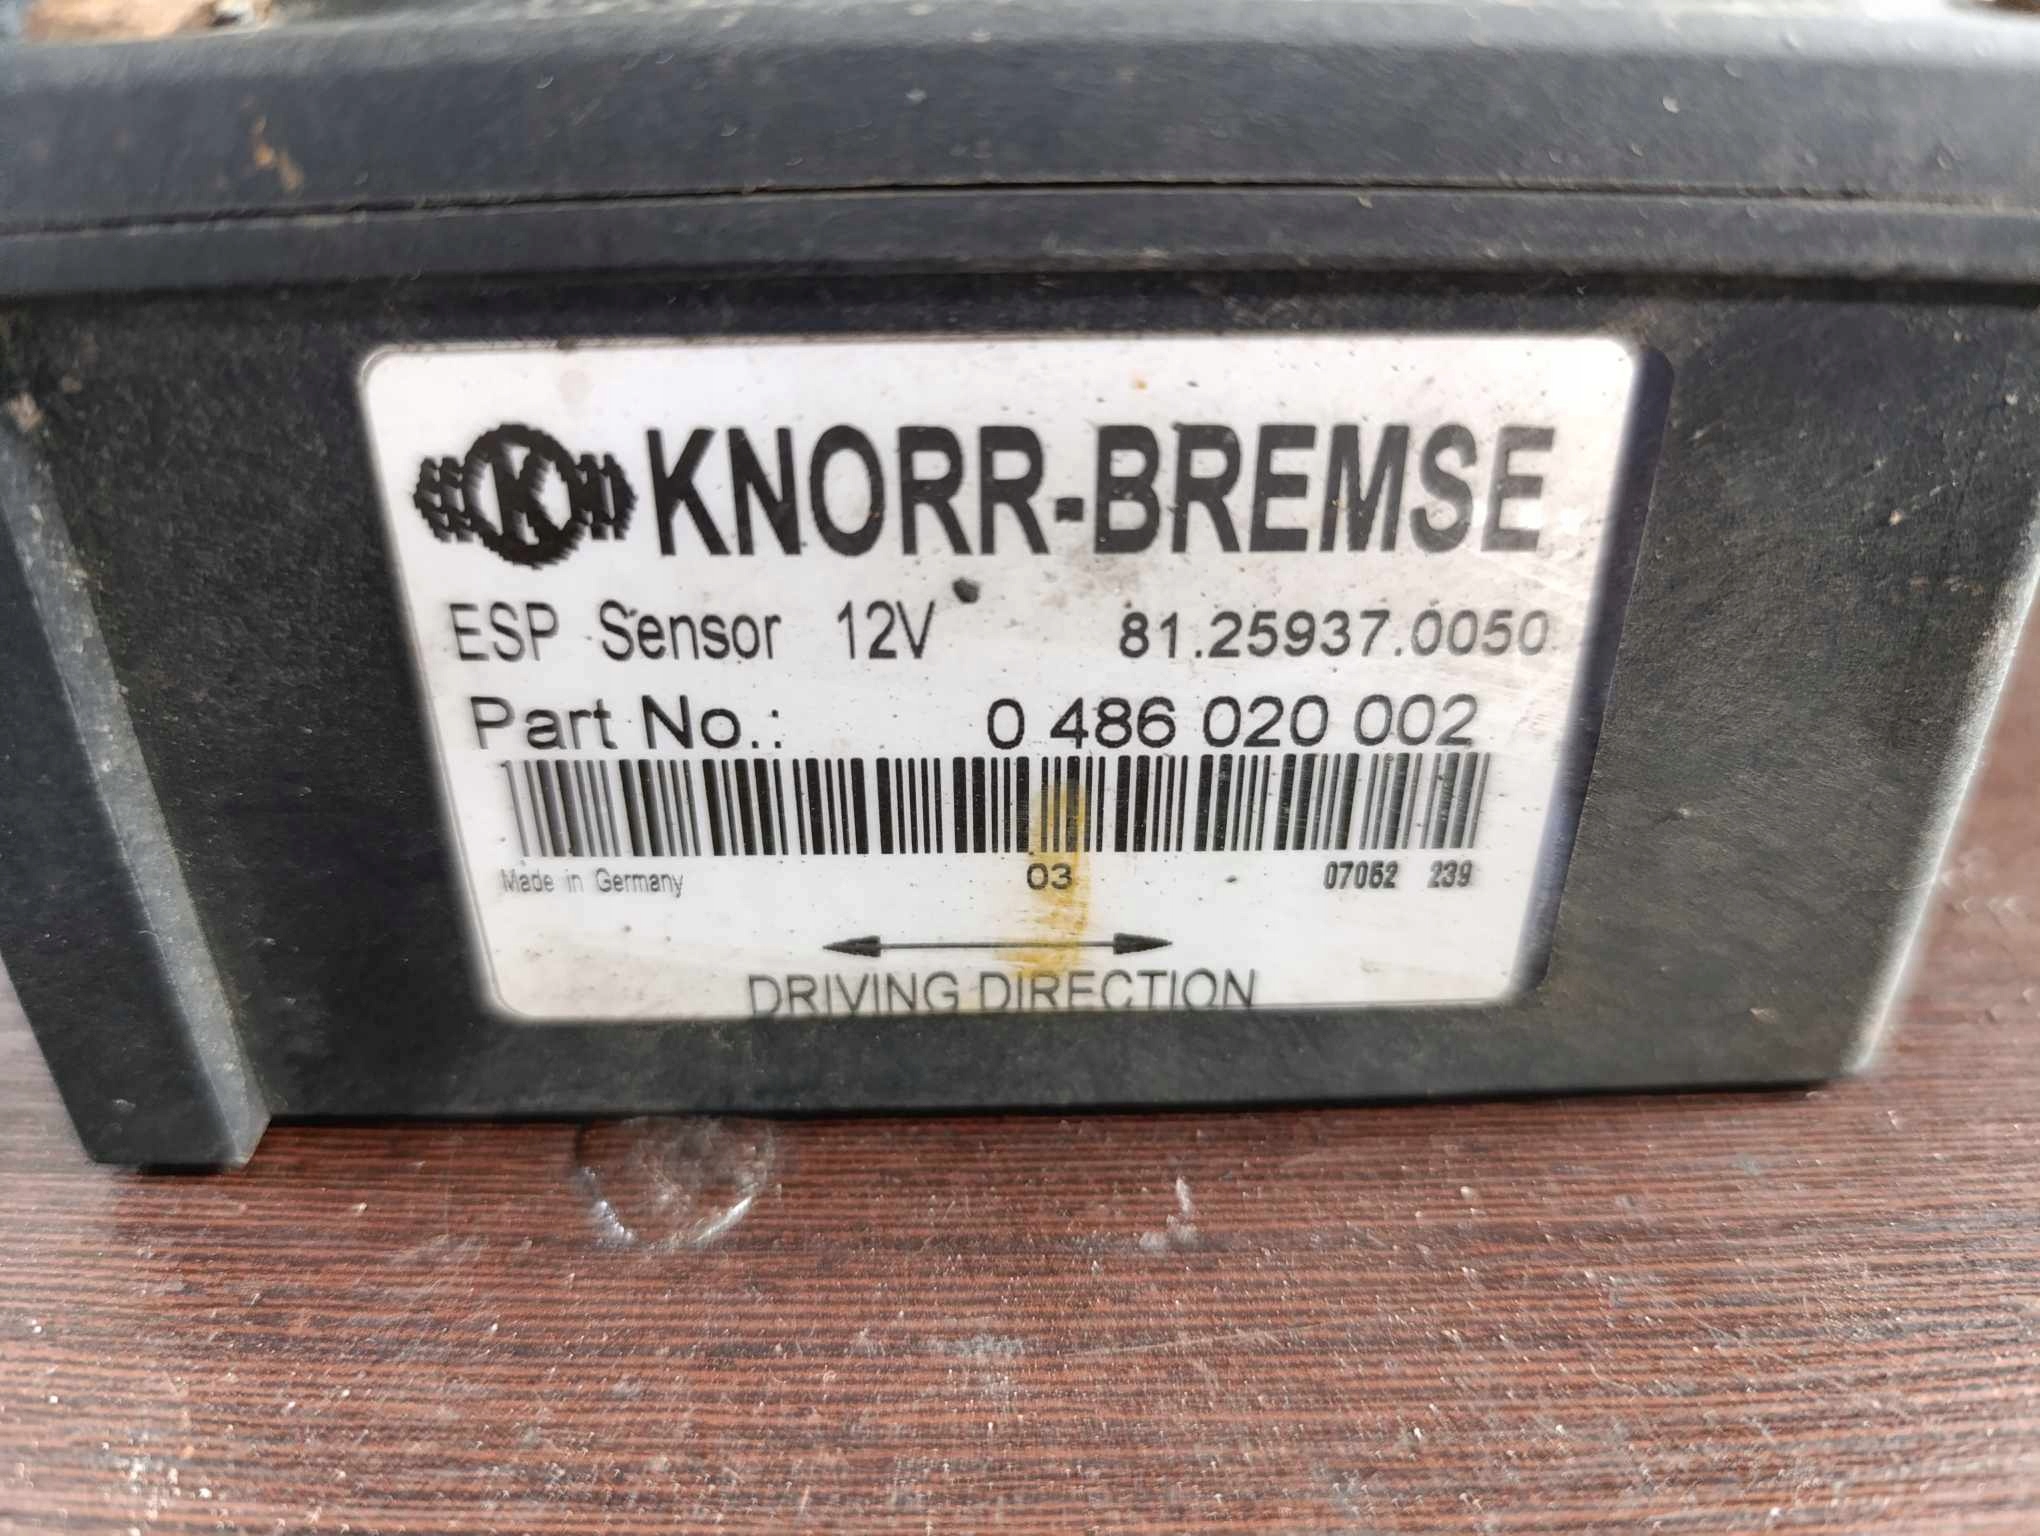 KNORR-BREMSE
ESP Sensor 12V 81.25937.0050
Part No.: 0 486 020 002
Made in Germany 03 07052 239
DRIVING DIRECTION